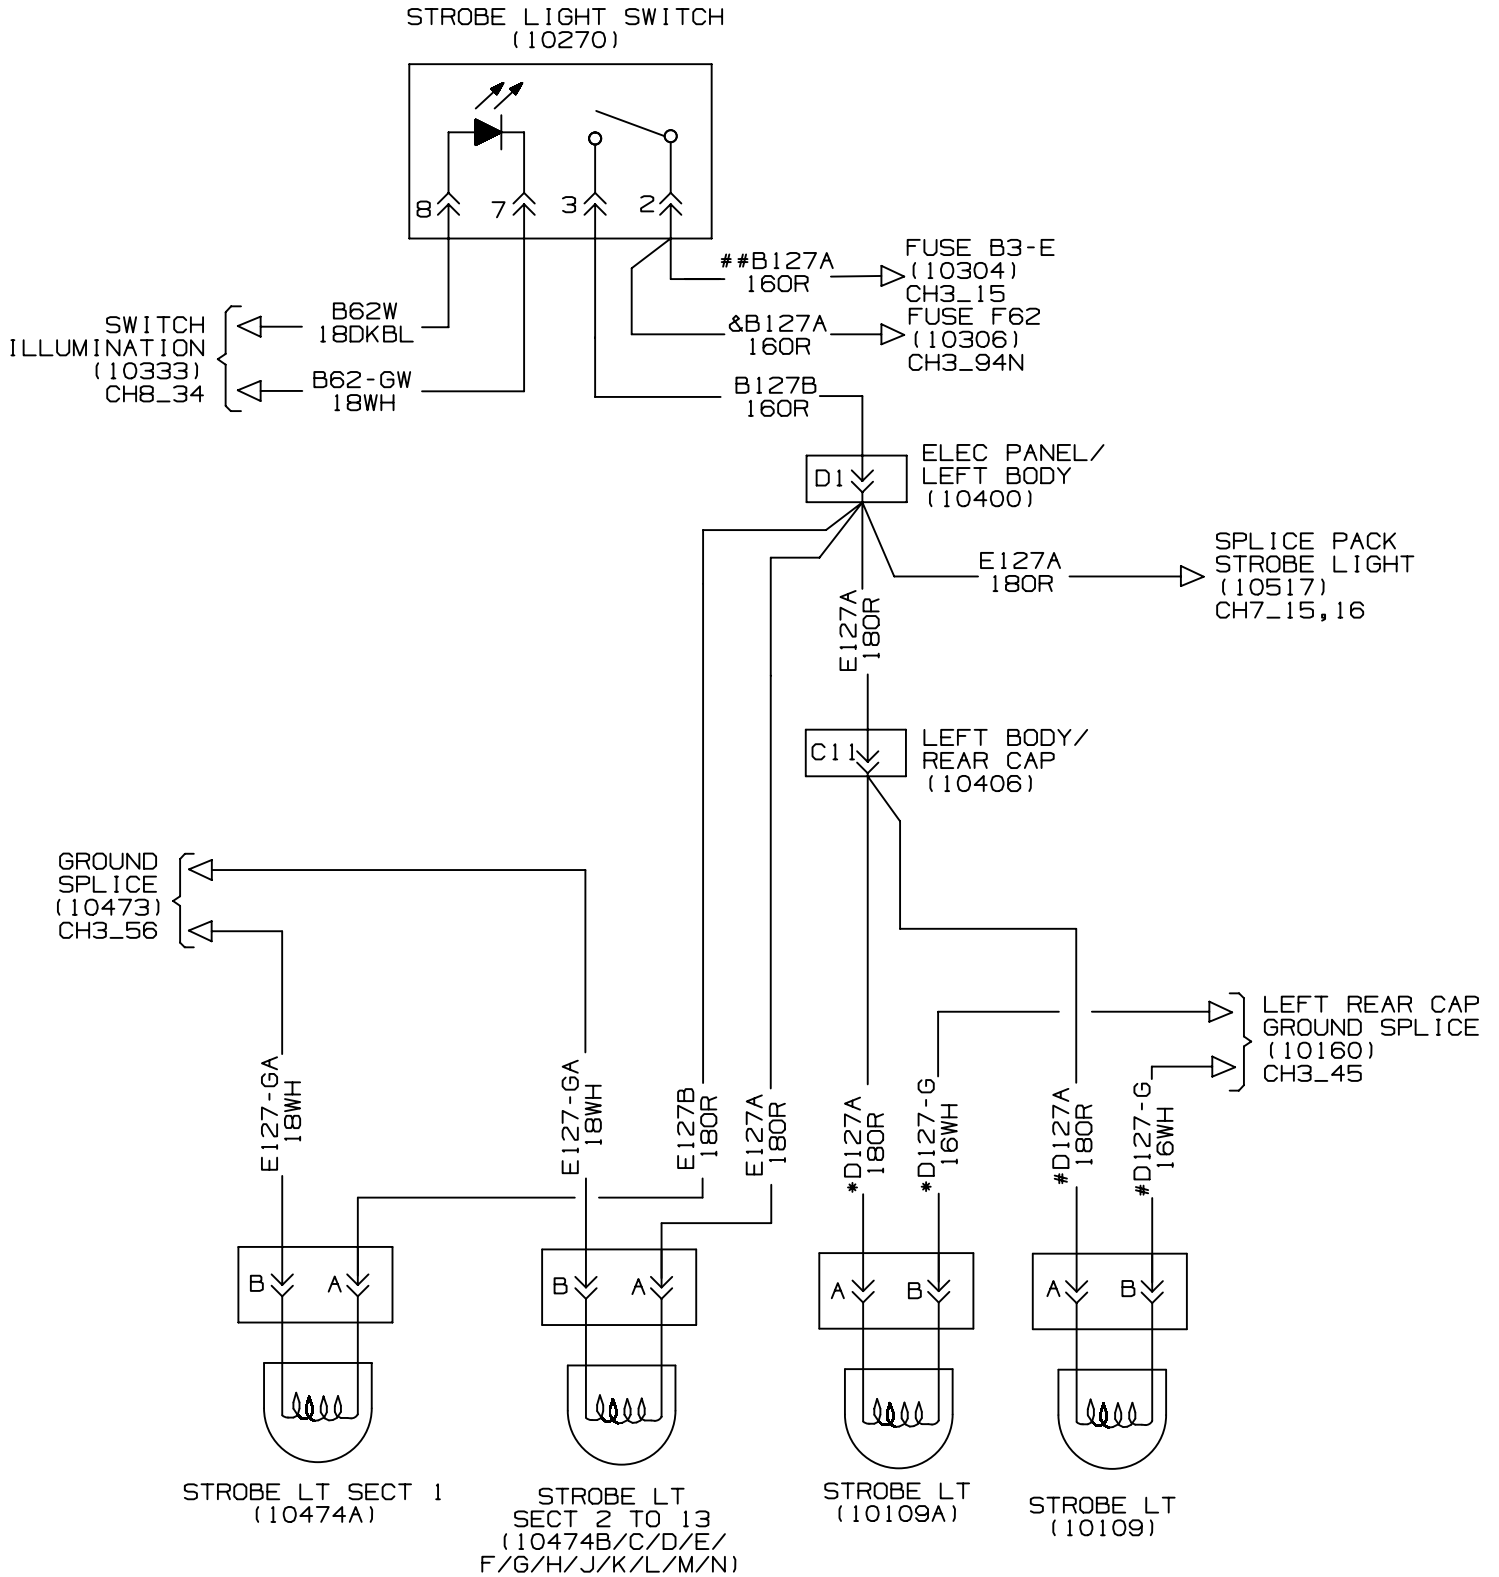 STROBE LIGHT SWITCH
(10270)
8
7
3
2
##B127A
16OR
FUSE B3-E
(10304)
CH3_15
&B127A
16OR
FUSE F62
(10306)
CH3_94N
SWITCH
ILLUMINATION
(10333)
CH8_34
B62W
18DKBL
B62-GW
18WH
B127B
16OR
D1
ELEC PANEL/
LEFT BODY
(10400)
E127A
18OR
SPLICE PACK
STROBE LIGHT
(10517)
CH7_15,16
E127A
18OR
C11
LEFT BODY/
REAR CAP
(10406)
GROUND
SPLICE
(10473)
CH3_56
LEFT REAR CAP
GROUND SPLICE
(10160)
CH3_45
E127-GA
18WH
E127-GA
18WH
E127B
18OR
E127A
18OR
*D127A
18OR
*D127-G
16WH
#D127A
18OR
#D127-G
16WH
B
A
B
A
A
B
A
B
STROBE LT SECT 1
(10474A)
STROBE LT
SECT 2 TO 13
(10474B/C/D/E/
F/G/H/J/K/L/M/N)
STROBE LT
(10109A)
STROBE LT
(10109)